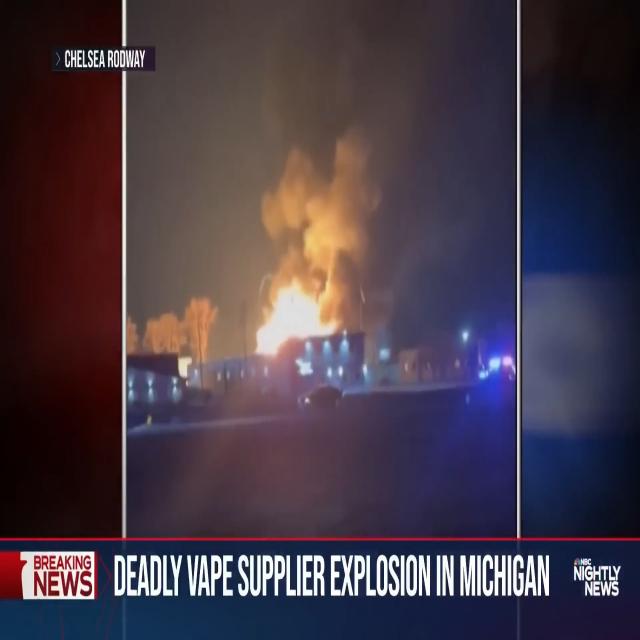 CHELSEA RODWAY
BREAKING
NEWS
DEADLY VAPE SUPPLIER EXPLOSION IN MICHIGAN
NBC
NIGHTLY
NEWS